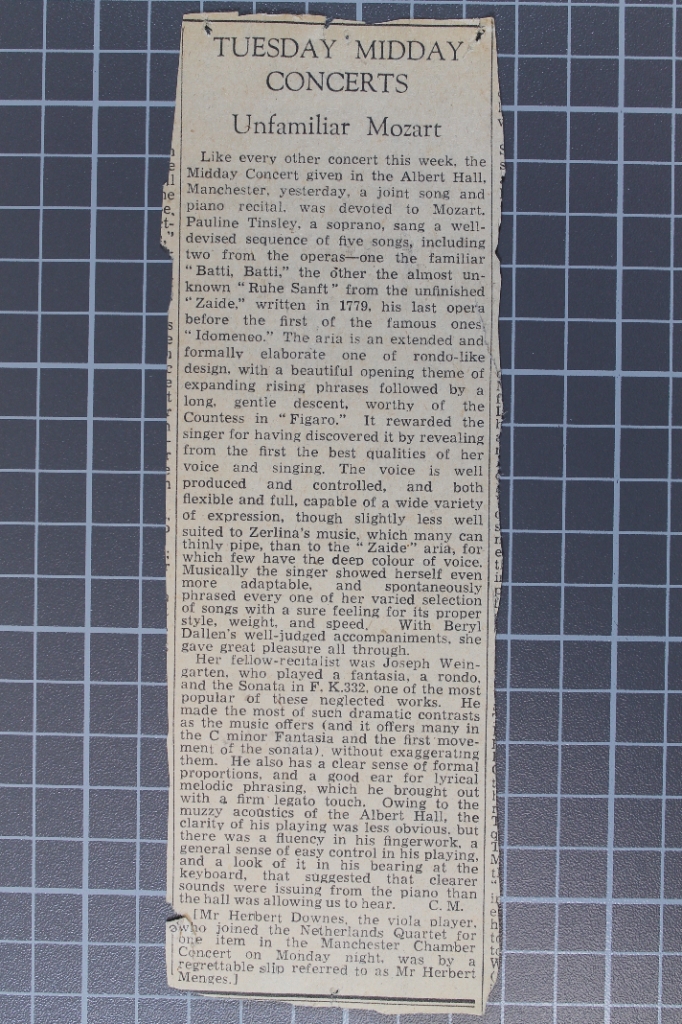 TUESDAY MIDDAY
CONCERTS
Unfamiliar Mozart
Like every other concert this week, the
Midday Concert given in the Albert Hall,
Manchester, yesterday, a joint song and
piano recital, was devoted to Mozart.
Pauline Tinsley, a soprano, sang a well-
devised sequence of five songs, including
two from the operas—one the familiar
"Batti, Batti," the other the almost un-
known "Ruhe Sanft" from the unfinished
"Zaide," written in 1779, his last opera
before the first of the famous ones,
"Idomeneo." The aria is an extended and
formally elaborate one of rondo-like
design, with a beautiful opening theme of
expanding rising phrases followed by a
long, gentle descent, worthy of the
Countess in "Figaro." It rewarded the
singer for having discovered it by revealing
from the first the best qualities of her
voice and singing. The voice is well
produced and controlled, and both
flexible and full, capable of a wide variety
of expression, though slightly less well
suited to Zerlina's music, which many can
thinly pipe, than to the "Zaide" aria, for
which few have the deep colour of voice.
Musically the singer showed herself even
more adaptable, and spontaneously
phrased every one of her varied selection
of songs with a sure feeling for its proper
style, weight, and speed. With Beryl
Dallen's well-judged accompaniments, she
gave great pleasure all through.
Her fellow-recitalist was Joseph Wein-
garten, who played a fantasia, a rondo,
and the Sonata in F, K.332, one of the most
popular of these neglected works. He
made the most of such dramatic contrasts
as the music offers (and it offers many in
the C minor Fantasia and the first move-
ment of the sonata), without exaggerating
them. He also has a clear sense of formal
proportions, and a good ear for lyrical
melodic phrasing, which he brought out
with a firm legato touch. Owing to the
muzzy acoustics of the Albert Hall, the
clarity of his playing was less obvious, but
there was a fluency in his fingerwork, a
general sense of easy control in his playing,
and a look of it in his bearing at the
keyboard, that suggested that clearer
sounds were issuing from the piano than
the hall was allowing us to hear. C. M.
[Mr Herbert Downes, the viola player,
who joined the Netherlands Quartet for
one item in the Manchester Chamber
Concert on Monday night, was by a
regrettable slip referred to as Mr Herbert
Menges.]